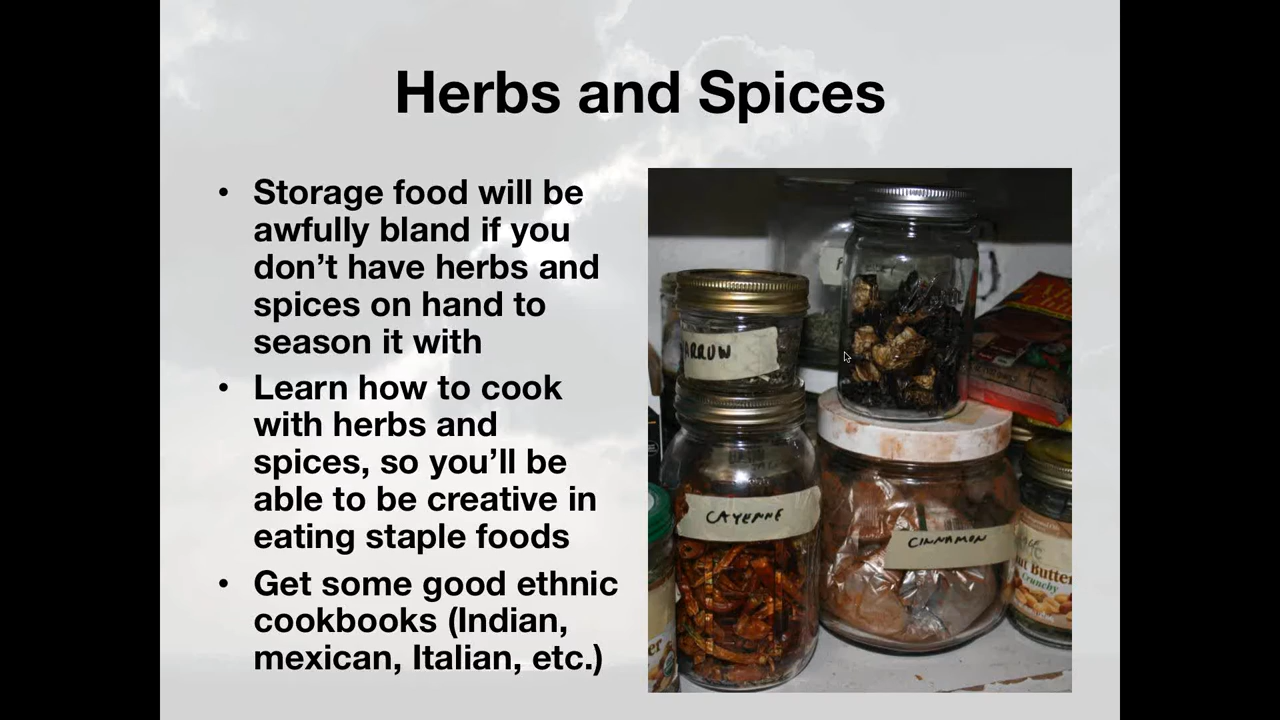 Herbs and Spices
• Storage food will be
awfully bland if you
don’t have herbs and
spices on hand to
season it with
• Learn how to cook
with herbs and
spices, so you’ll be
able to be creative in
eating staple foods
• Get some good ethnic
cookbooks (Indian,
mexican, Italian, etc.)
ARROW
CAYENNE
CINNAMON
Butter
Crunchy